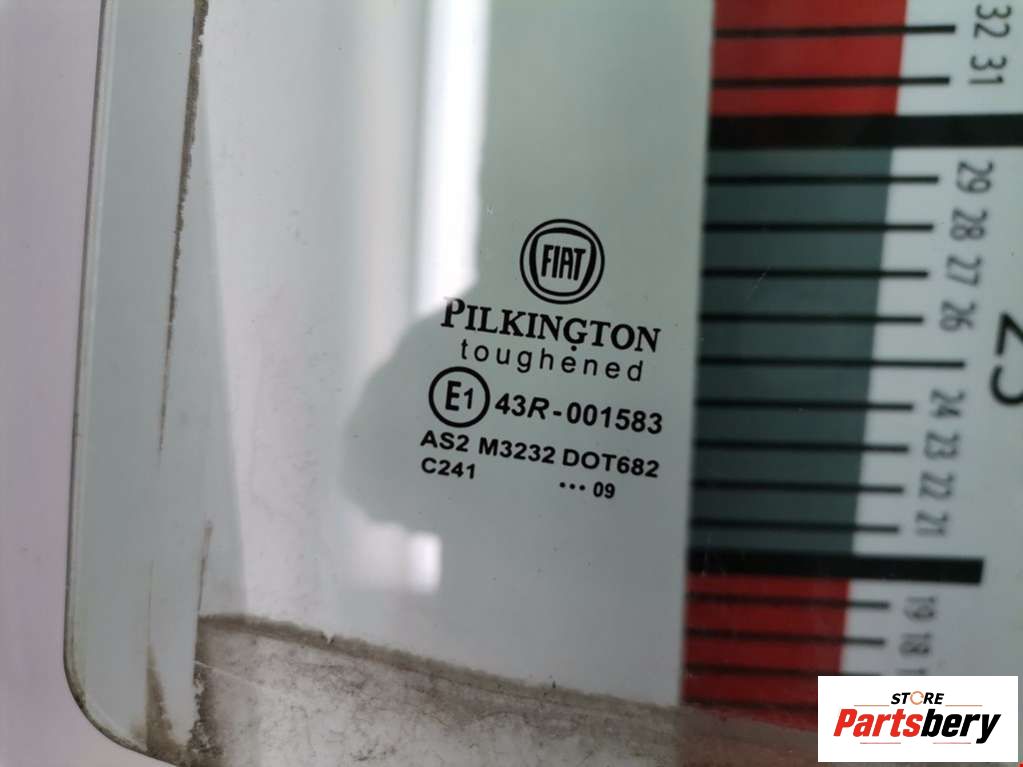 FIAT
PILKINGTON
toughened
E1 43R-001583
AS2 M3232 DOT682
C241 ••• 09
32
31
29
28
27
26
25
24
23
22
21
19
18
STORE
Partsbery